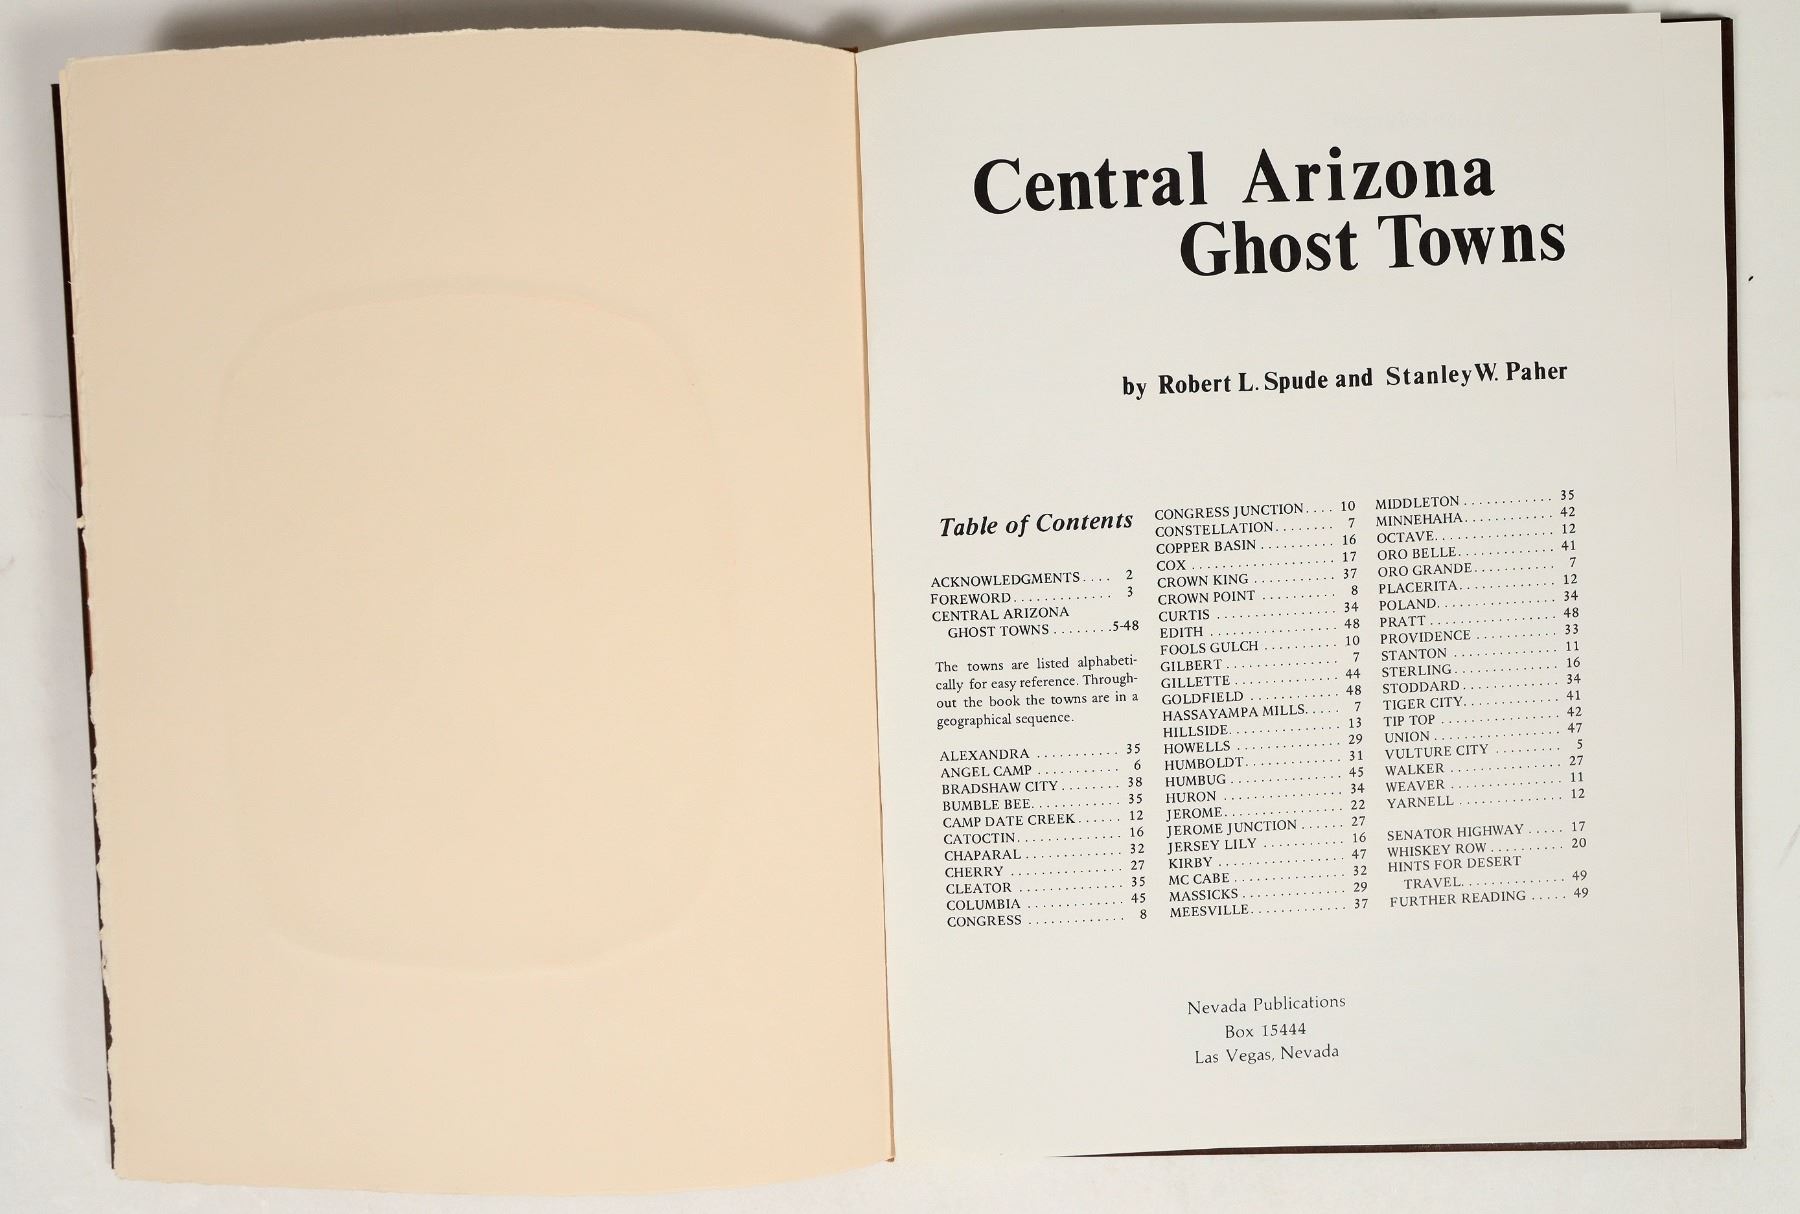 Central Arizona
Ghost Towns
by Robert L. Spude and Stanley W. Paher
Table of Contents
ACKNOWLEDGMENTS.... 2
FOREWORD............. 3
CENTRAL ARIZONA
GHOST TOWNS........5-48
The towns are listed alphabeti-
cally for easy reference. Through-
out the book the towns are in a
geographical sequence.
ALEXANDRA ........... 35
ANGEL CAMP ........... 6
BRADSHAW CITY........ 38
BUMBLE BEE............ 35
CAMP DATE CREEK...... 12
CATOCTIN.............. 16
CHAPARAL............. 32
CHERRY ............... 27
CLEATOR .............. 35
COLUMBIA ............. 45
CONGRESS ............. 8
CONGRESS JUNCTION.... 10
CONSTELLATION........ 7
COPPER BASIN.......... 16
COX ................... 17
CROWN KING ........... 37
CROWN POINT .......... 8
CURTIS ................ 34
EDITH ................. 48
FOOLS GULCH .......... 10
GILBERT............... 7
GILLETTE .............. 44
GOLDFIELD ............ 48
HASSAYAMPA MILLS..... 7
HILLSIDE............... 13
HOWELLS .............. 29
HUMBOLDT............. 31
HUMBUG............... 45
HURON ................ 34
JEROME................ 22
JEROME JUNCTION...... 27
JERSEY LILY ........... 16
KIRBY ................. 47
MC CABE ............... 32
MASSICKS.............. 29
MEESVILLE............. 37
MIDDLETON............ 35
MINNEHAHA............ 42
OCTAVE................ 12
ORO BELLE............. 41
ORO GRANDE........... 7
PLACERITA............. 12
POLAND................ 34
PRATT................. 48
PROVIDENCE ........... 33
STANTON .............. 11
STERLING.............. 16
STODDARD............. 34
TIGER CITY............. 41
TIP TOP ............... 42
UNION................. 47
VULTURE CITY ......... 5
WALKER ............... 27
WEAVER ............... 11
YARNELL .............. 12
SENATOR HIGHWAY..... 17
WHISKEY ROW.......... 20
HINTS FOR DESERT
TRAVEL.............. 49
FURTHER READING ..... 49
Nevada Publications
Box 15444
Las Vegas, Nevada